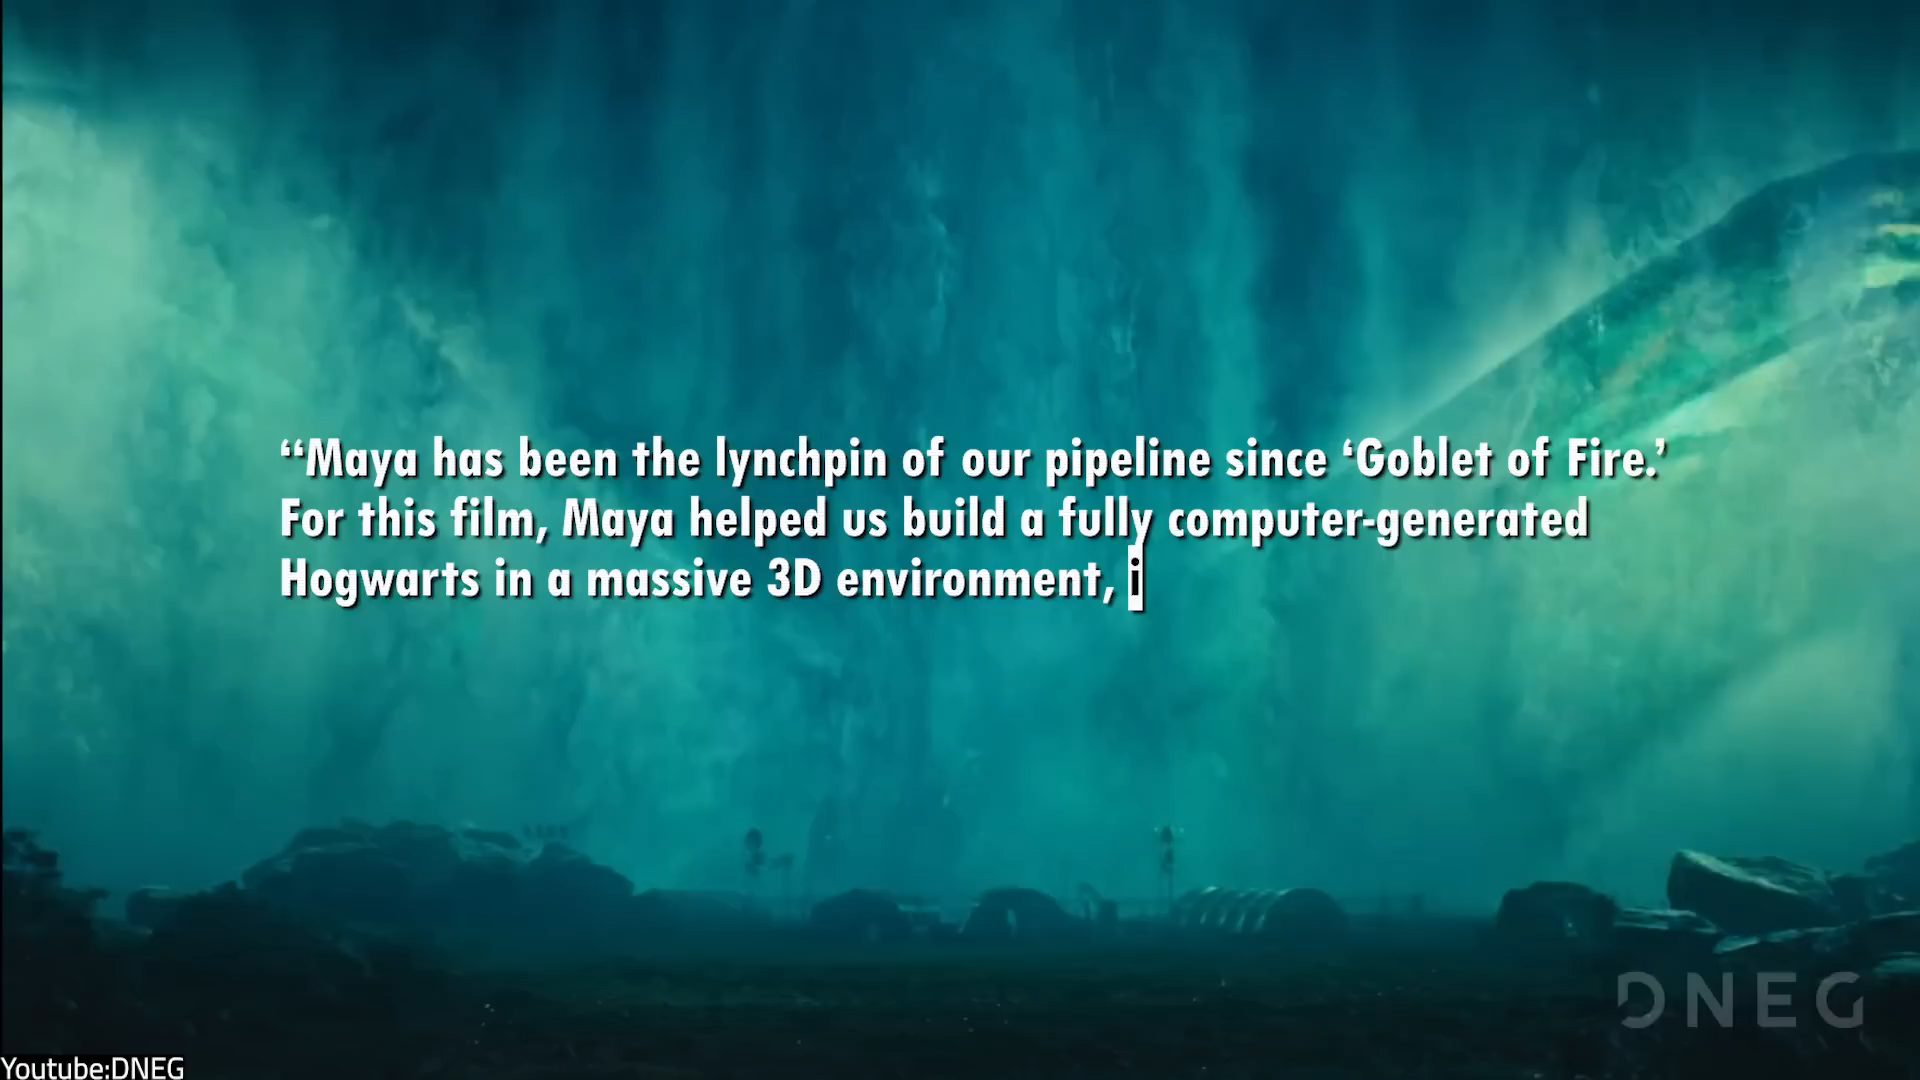 “Maya has been the lynchpin of our pipeline since ‘Goblet of Fire.’
For this film, Maya helped us build a fully computer-generated
Hogwarts in a massive 3D environment, i
DNEG
Youtube:DNEG